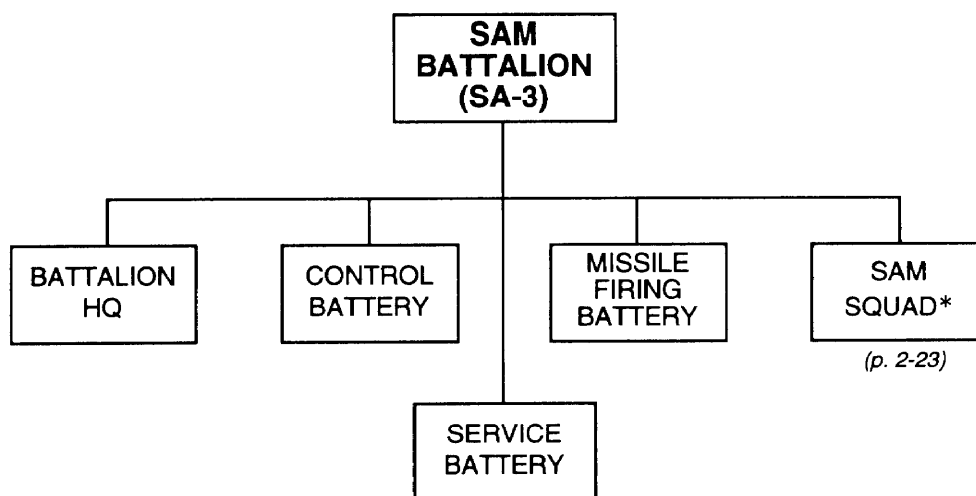 SAM
BATTALION
(SA-3)
BATTALION
HQ
CONTROL
BATTERY
MISSILE
FIRING
BATTERY
SAM
SQUAD*
(p. 2-23)
SERVICE
BATTERY